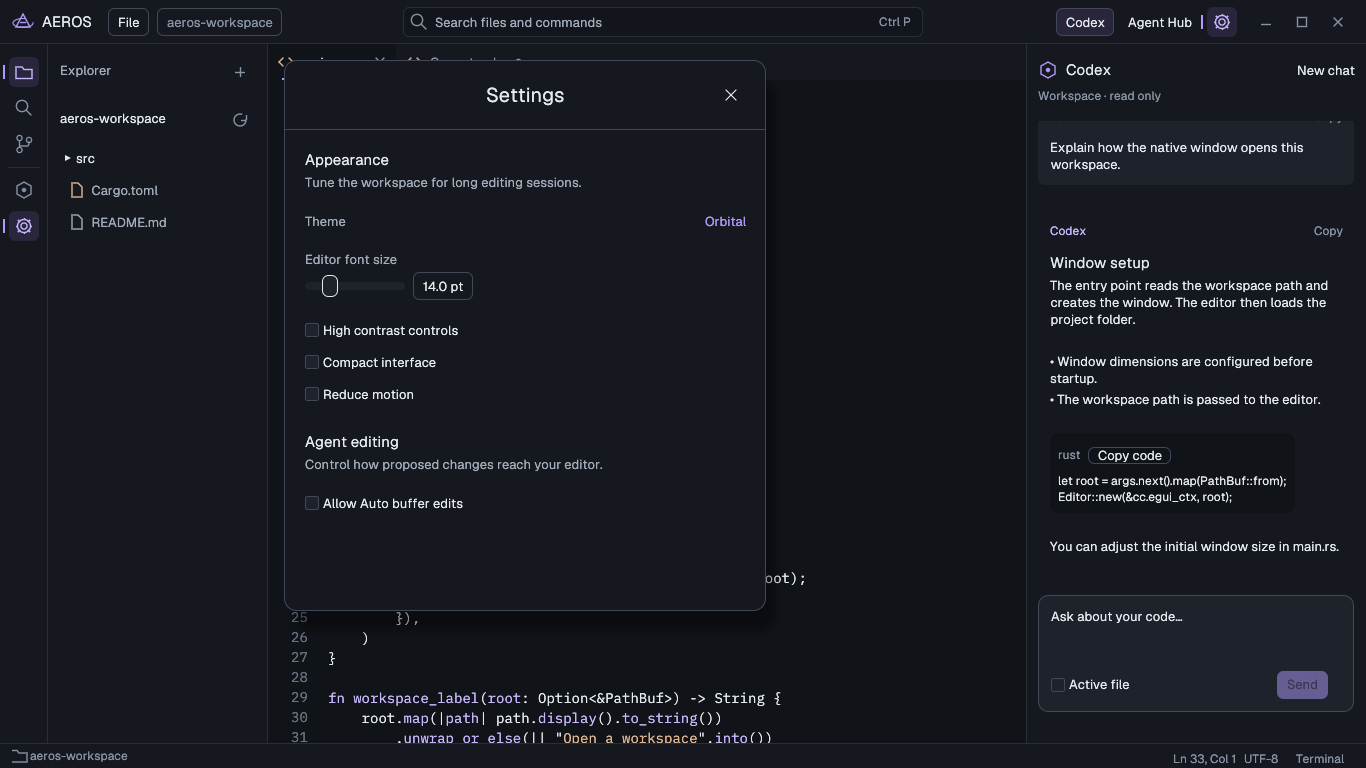 AEROS File aeros-workspace Search files and commands Ctrl P Codex Agent Hub
Explorer
aeros-workspace
src
Cargo.toml
README.md
Settings
Appearance
Tune the workspace for long editing sessions.
Theme Orbital
Editor font size
14.0 pt
High contrast controls
Compact interface
Reduce motion
Agent editing
Control how proposed changes reach your editor.
Allow Auto buffer edits
oot);
25 }),
26 )
27 }
28
29 fn workspace_label(root: Option<&PathBuf>) -> String {
30 root.map(|path| path.display().to_string())
31 .unwrap_or_else(|| "Open a workspace".into())
Codex New chat
Workspace · read only
Explain how the native window opens this
workspace.
Codex Copy
Window setup
The entry point reads the workspace path and
creates the window. The editor then loads the
project folder.
• Window dimensions are configured before
startup.
• The workspace path is passed to the editor.
rust Copy code
let root = args.next().map(PathBuf::from);
Editor::new(&cc.egui_ctx, root);
You can adjust the initial window size in main.rs.
Ask about your code…
Active file Send
aeros-workspace Ln 33, Col 1 UTF-8 Terminal